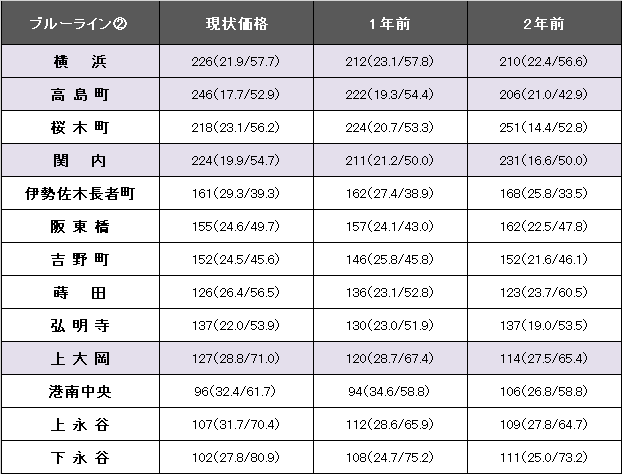 ブルーライン② 現状価格 1年前 2年前
横 浜 226(21.9/57.7) 212(23.1/57.8) 210(22.4/56.6)
高 島 町 246(17.7/52.9) 222(19.3/54.4) 206(21.0/42.9)
桜 木 町 218(23.1/56.2) 224(20.7/53.3) 251(14.4/52.8)
関 内 224(19.9/54.7) 211(21.2/50.0) 231(16.6/50.0)
伊勢佐木長者町 161(29.3/39.3) 162(27.4/38.9) 168(25.8/33.5)
阪 東 橋 155(24.6/49.7) 157(24.1/43.0) 162(22.5/47.8)
吉 野 町 152(24.5/45.6) 146(25.8/45.8) 152(21.6/46.1)
蒔 田 126(26.4/56.5) 136(23.1/52.8) 123(23.7/60.5)
弘 明 寺 137(22.0/53.9) 130(23.0/51.9) 137(19.0/53.5)
上 大 岡 127(28.8/71.0) 120(28.7/67.4) 114(27.5/65.4)
港南中央 96(32.4/61.7) 94(34.6/58.8) 106(26.8/58.8)
上 永 谷 107(31.7/70.4) 112(28.6/65.9) 109(27.8/64.7)
下 永 谷 102(27.8/80.9) 108(24.7/75.2) 111(25.0/73.2)